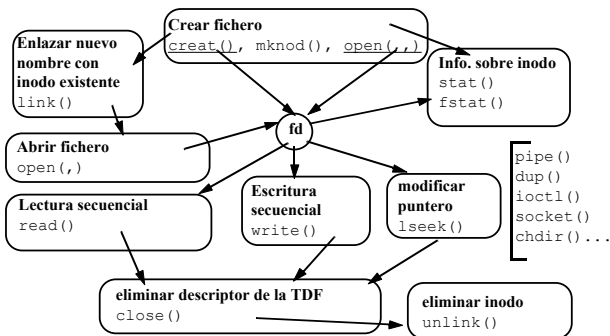 Crear fichero
creat(), mknod(), open(,,)
Enlazar nuevo
nombre con
inodo existente
link()
Info. sobre inodo
stat()
fstat()
fd
Abrir fichero
open(,)
Lectura secuencial
read()
Escritura
secuencial
write()
modificar
puntero
lseek()
pipe()
dup()
ioctl()
socket()
chdir()...
eliminar descriptor de la TDF
close()
eliminar inodo
unlink()